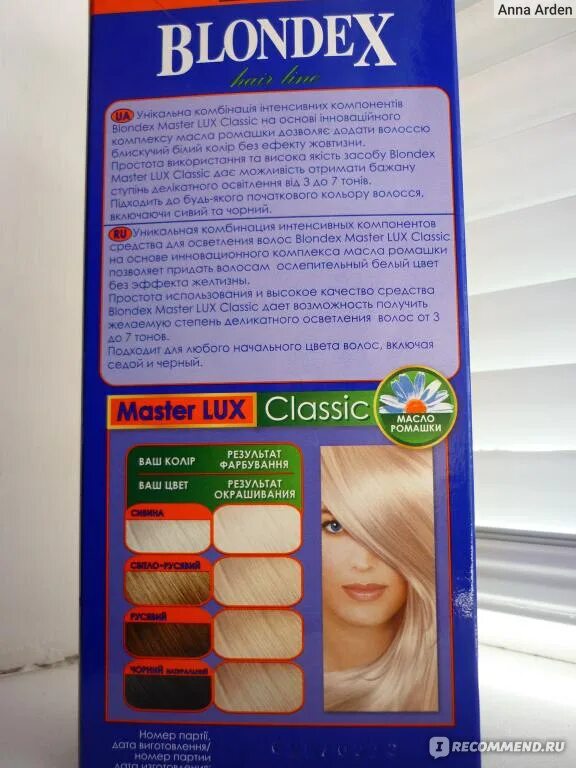 Anna Arden
BLONDEX
hair line
UA Унікальна комбінація інтенсивних компонентів
Blondex Master LUX Classic на основі інноваційного
комплексу масла ромашки дозволяє додати волоссю
блискучий білий колір без ефекту жовтизни.
Простота використання та висока якість засобу Blondex
Master LUX Classic дає можливість отримати бажану
ступінь делікатного освітлення від 3 до 7 тонів.
Підходить до будь-якого початкового кольору волосся,
включаючи сивий та чорний.
RU Уникальная комбинация интенсивных компонентов
средства для осветления волос Blondex Master LUX Classic
на основе инновационного комплекса масла ромашки
позволяет придать волосам ослепительный белый цвет
без эффекта желтизны.
Простота использования и высокое качество средства
Blondex Master LUX Classic дает возможность получить
желаемую степень деликатного осветления волос от 3
до 7 тонов.
Подходит для любого начального цвета волос, включая
седой и черный.
Master LUX Classic
МАСЛО
РОМАШКИ
ВАШ КОЛІР
РЕЗУЛЬТАТ
ФАРБУВАННЯ
ВАШ ЦВЕТ
РЕЗУЛЬТАТ
ОКРАШИВАНИЯ
СИВИНА
СВІТЛО-РУСЯВИЙ
РУСЯВИЙ
ЧОРНИЙ НАТУРАЛЬНИЙ
Номер партії,
дата виготовлення/
номер партии
дата изготовления:
IRECOMMEND.RU